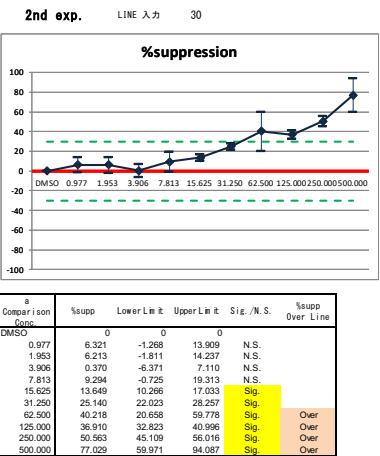 2nd exp. LINE 入力 30
%suppression
100
80
60
40
20
0
-20
-40
-60
-80
-100
DMSO 0.977 1.953 3.906 7.813 15.625 31.250 62.500 125.000 250.000 500.000
a
Comparison
Conc. %supp LowerLimit UpperLimit Sig./N.S. %supp Over Line
DMSO 0 0 0
0.977 6.321 -1.268 13.909 N.S.
1.953 6.213 -1.811 14.237 N.S.
3.906 0.370 -6.371 7.110 N.S.
7.813 9.294 -0.725 19.313 N.S.
15.625 13.649 10.266 17.033 Sig.
31.250 25.140 22.023 28.257 Sig.
62.500 40.218 20.658 59.778 Sig. Over
125.000 36.910 32.823 40.996 Sig. Over
250.000 50.563 45.109 56.016 Sig. Over
500.000 77.029 59.971 94.087 Sig. Over